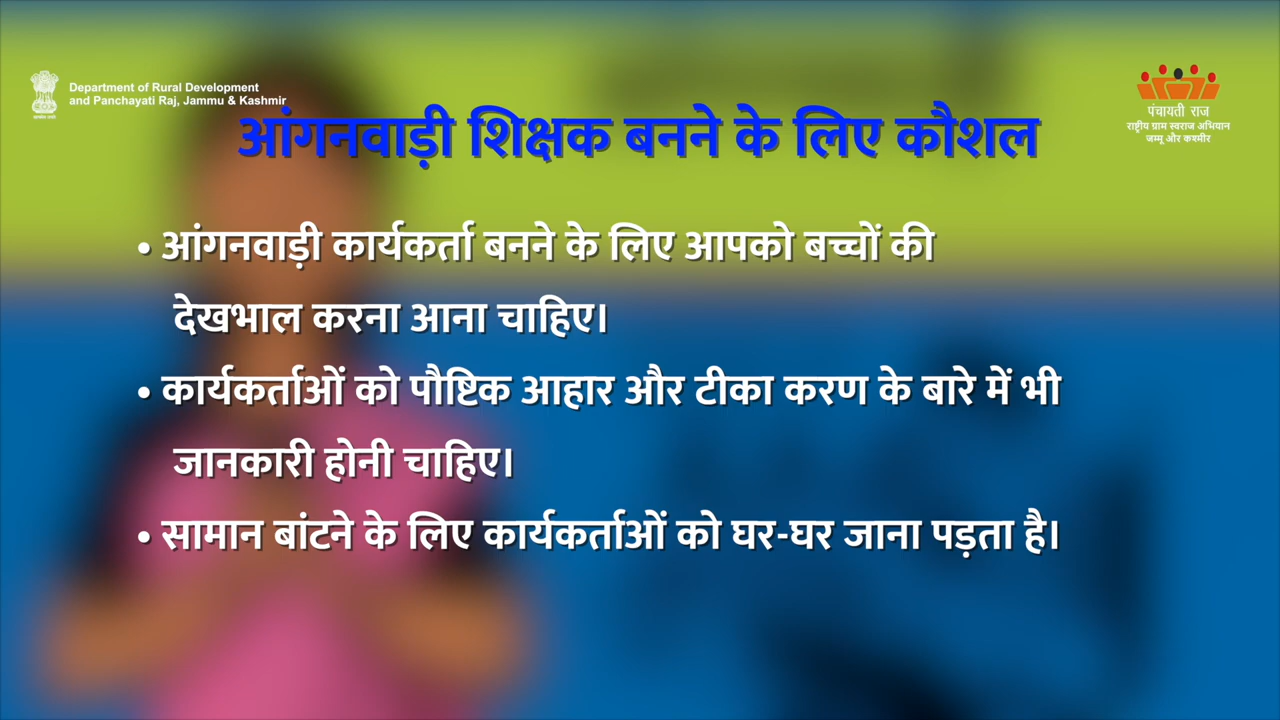 Department of Rural Development
and Panchayati Raj, Jammu & Kashmir
पंचायती राज
राष्ट्रीय ग्राम स्वराज अभियान
जम्मू और कश्मीर
आंगनवाड़ी शिक्षक बनने के लिए कौशल
• आंगनवाड़ी कार्यकर्ता बनने के लिए आपको बच्चों की
देखभाल करना आना चाहिए।
• कार्यकर्ताओं को पौष्टिक आहार और टीका करण के बारे में भी
जानकारी होनी चाहिए।
• सामान बांटने के लिए कार्यकर्ताओं को घर-घर जाना पड़ता है।